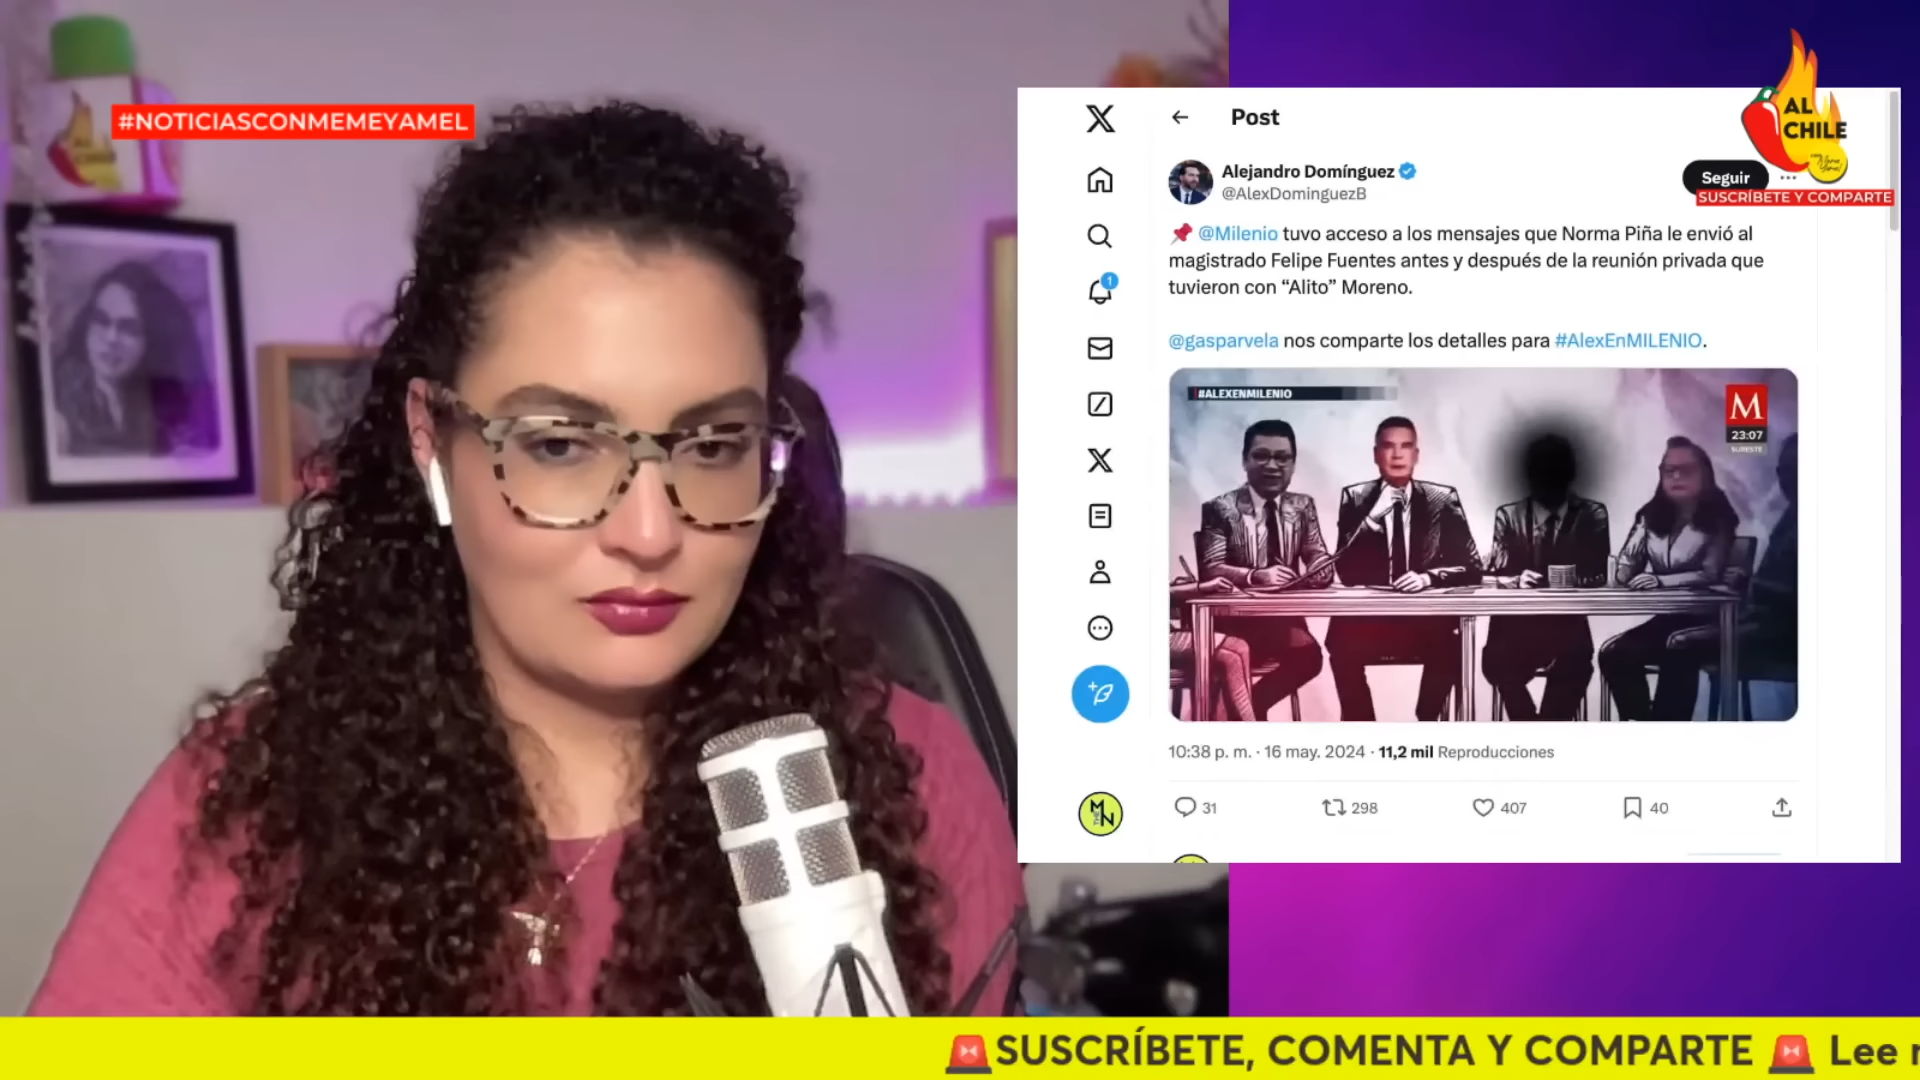 #NOTICIASCONMEMEYAMEL
Post
AL
CHILE
Alejandro Domínguez
@AlexDominguezB
Seguir
SUSCRÍBETE Y COMPARTE
@Milenio tuvo acceso a los mensajes que Norma Piña le envió al
magistrado Felipe Fuentes antes y después de la reunión privada que
tuvieron con “Alito” Moreno.
@gasparvela nos comparte los detalles para #AlexEnMILENIO.
#ALEXENMILENIO
M
23:07
SURESTE
10:38 p. m. · 16 may. 2024 · 11,2 mil Reproducciones
31
298
407
40
SUSCRÍBETE, COMENTA Y COMPARTE
Lee